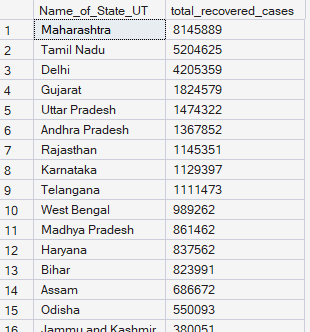 Name_of_State_UT total_recovered_cases
1 Maharashtra 8145889
2 Tamil Nadu 5204625
3 Delhi 4205359
4 Gujarat 1824579
5 Uttar Pradesh 1474322
6 Andhra Pradesh 1367852
7 Rajasthan 1145351
8 Karnataka 1129397
9 Telangana 1111473
10 West Bengal 989262
11 Madhya Pradesh 861462
12 Haryana 837562
13 Bihar 823991
14 Assam 686672
15 Odisha 550093
16 Jammu and Kashmir 380051